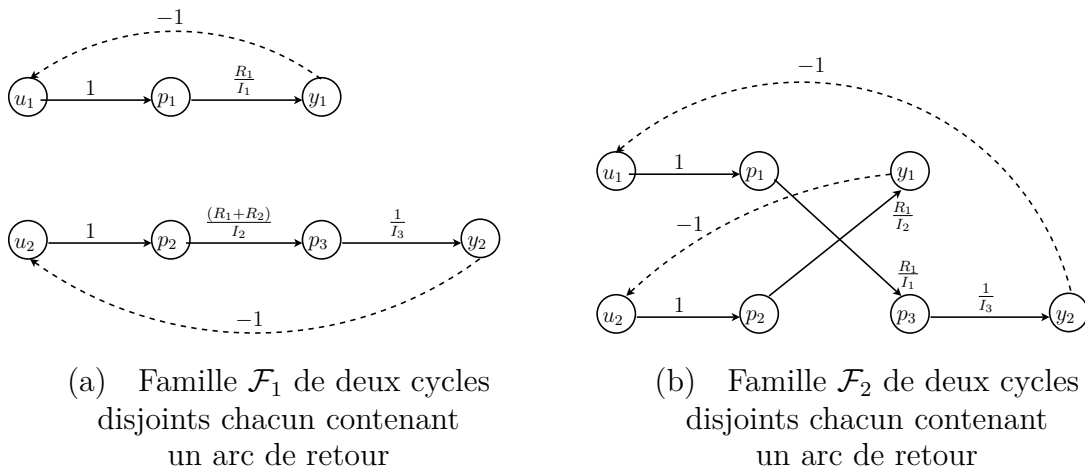 −1
u₁ 1 p₁ R₁/I₁ y₁
u₂ 1 p₂ (R₁+R₂)/I₂ p₃ 1/I₃ y₂
−1
(a) Famille ℱ₁ de deux cycles
disjoints chacun contenant
un arc de retour
−1
u₁ 1 p₁ y₁
−1 R₁/I₂
R₁/I₁
u₂ 1 p₂ p₃ 1/I₃ y₂
(b) Famille ℱ₂ de deux cycles
disjoints chacun contenant
un arc de retour